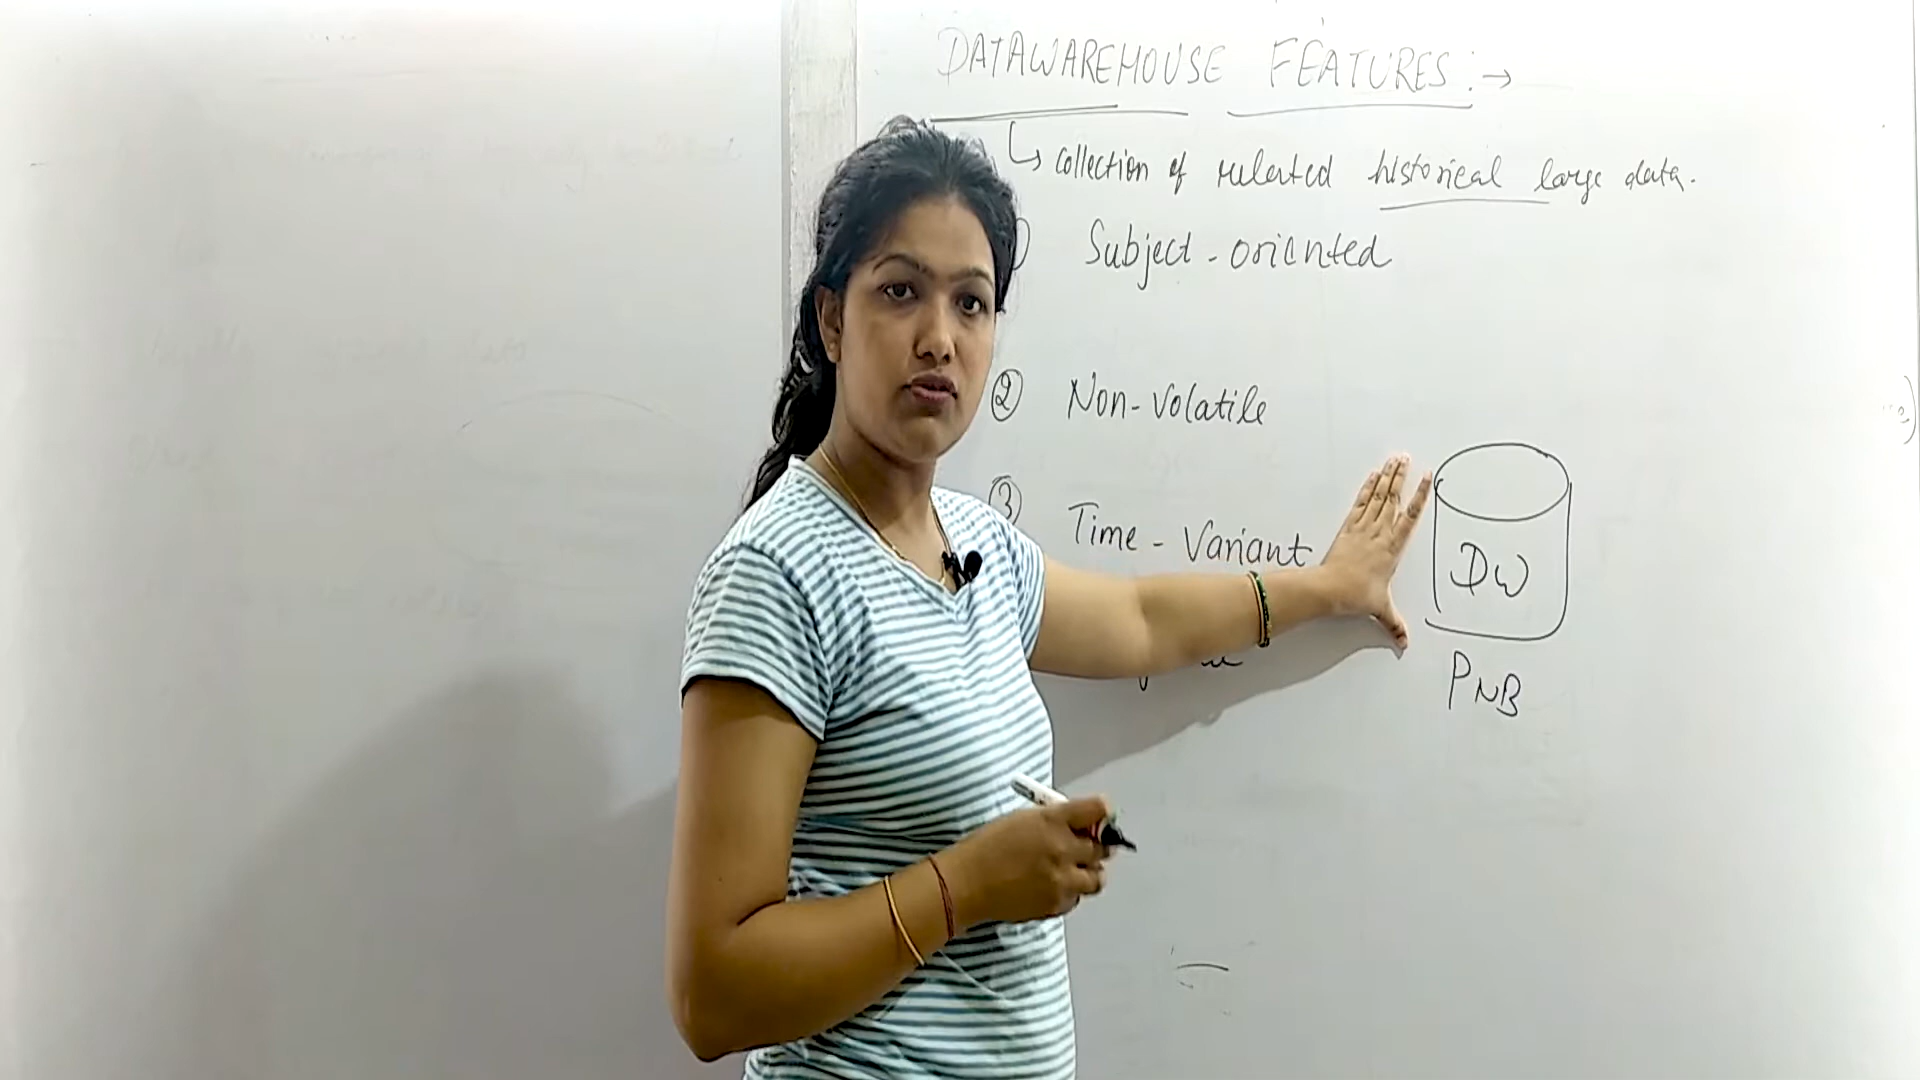 DATAWAREHOUSE FEATURES :→
↳ collection of related historical large data.
Subject-oriented
② Non-Volatile
③ Time-Variant
DW
PNB